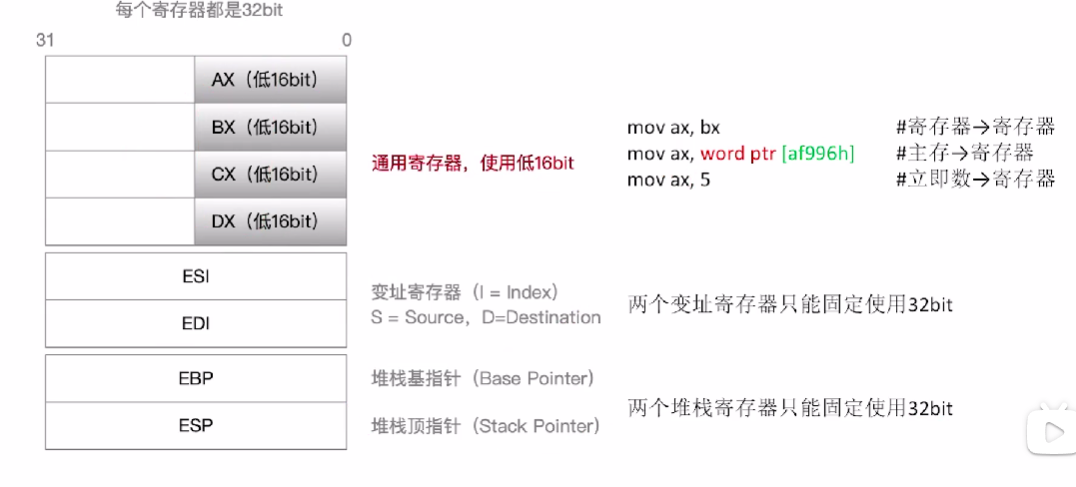 每个寄存器都是32bit
31 0
AX（低16bit）
BX（低16bit）
CX（低16bit）
DX（低16bit）
通用寄存器，使用低16bit
mov ax, bx #寄存器→寄存器
mov ax, word ptr [af996h] #主存→寄存器
mov ax, 5 #立即数→寄存器
ESI
EDI
变址寄存器（I = Index）
S = Source，D=Destination
两个变址寄存器只能固定使用32bit
EBP
堆栈基指针（Base Pointer）
ESP
堆栈顶指针（Stack Pointer）
两个堆栈寄存器只能固定使用32bit